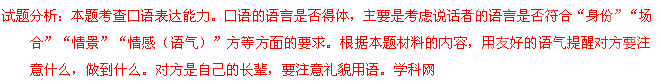 试题分析：本题考查口语表达能力。口语的语言是否得体，主要是考虑说话者的语言是否符合“身份”“场
合”“情景”“情感（语气）”方等方面的要求。根据本题材料的内容，用友好的语气提醒对方要注
意什么，做到什么。对方是自己的长辈，要注意礼貌用语。学科网